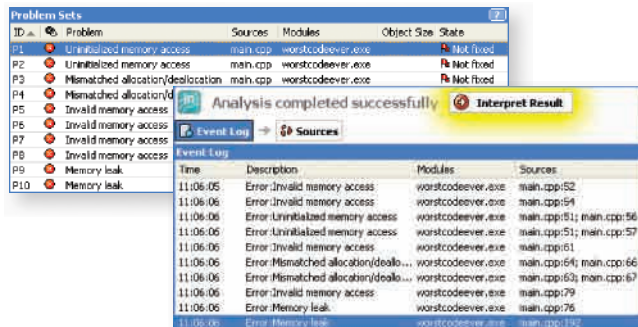 Problem Sets
?
ID Problem Sources Modules Object Size State
P1 Uninitialized memory access main.cpp worstcodeever.exe Not fixed
P2 Uninitialized memory access main.cpp worstcodeever.exe Not fixed
P3 Mismatched allocation/deallocation main.cpp worstcodeever.exe Not fixed
P4 Mismatched allocation/d
P5 Invalid memory access
P6 Invalid memory access
P7 Invalid memory access
P8 Invalid memory access
P9 Memory leak
P10 Memory leak
Analysis completed successfully Interpret Result
Event Log Sources
Event Log
Time Description Modules Sources
11:06:05 Error:Invalid memory access worstcodeever.exe main.cpp:52
11:06:06 Error:Invalid memory access worstcodeever.exe main.cpp:54
11:06:06 Error:Uninitialized memory access worstcodeever.exe main.cpp:51; main.cpp:56
11:06:06 Error:Uninitialized memory access worstcodeever.exe main.cpp:51; main.cpp:57
11:06:06 Error:Invalid memory access worstcodeever.exe main.cpp:61
11:06:06 Error:Mismatched allocation/deallo... worstcodeever.exe main.cpp:64; main.cpp:66
11:06:06 Error:Mismatched allocation/deallo... worstcodeever.exe main.cpp:63; main.cpp:67
11:06:06 Error:Invalid memory access worstcodeever.exe main.cpp:79
11:06:06 Error:Memory leak worstcodeever.exe main.cpp:76
11:06:06 Error:Memory leak worstcodeever.exe main.cpp:192